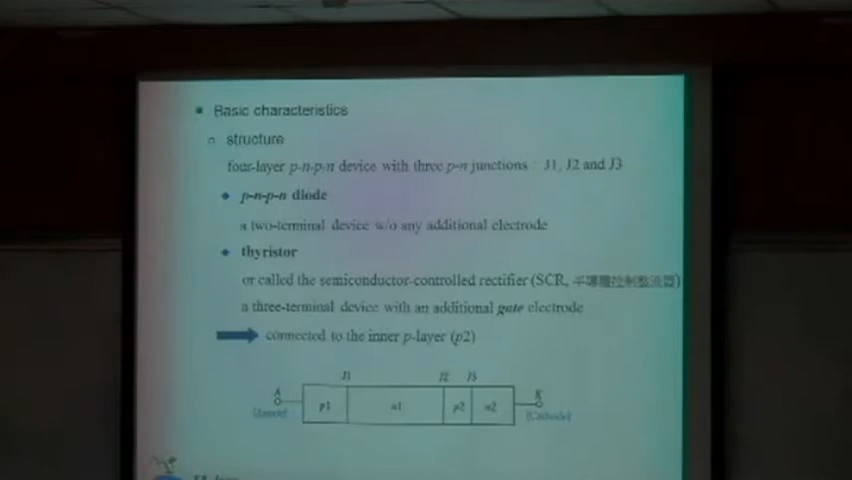 Basic characteristics
structure
four-layer p-n-p-n device with three p-n junctions : J1, J2 and J3
p-n-p-n diode
a two-terminal device w/o any additional electrode
thyristor
or called the semiconductor-controlled rectifier (SCR, 半導體控制整流器)
a three-terminal device with an additional gate electrode
connected to the inner p-layer (p2)
J1 J2 J3
A K
p1 n1 p2 n2
(Anode) (Cathode)